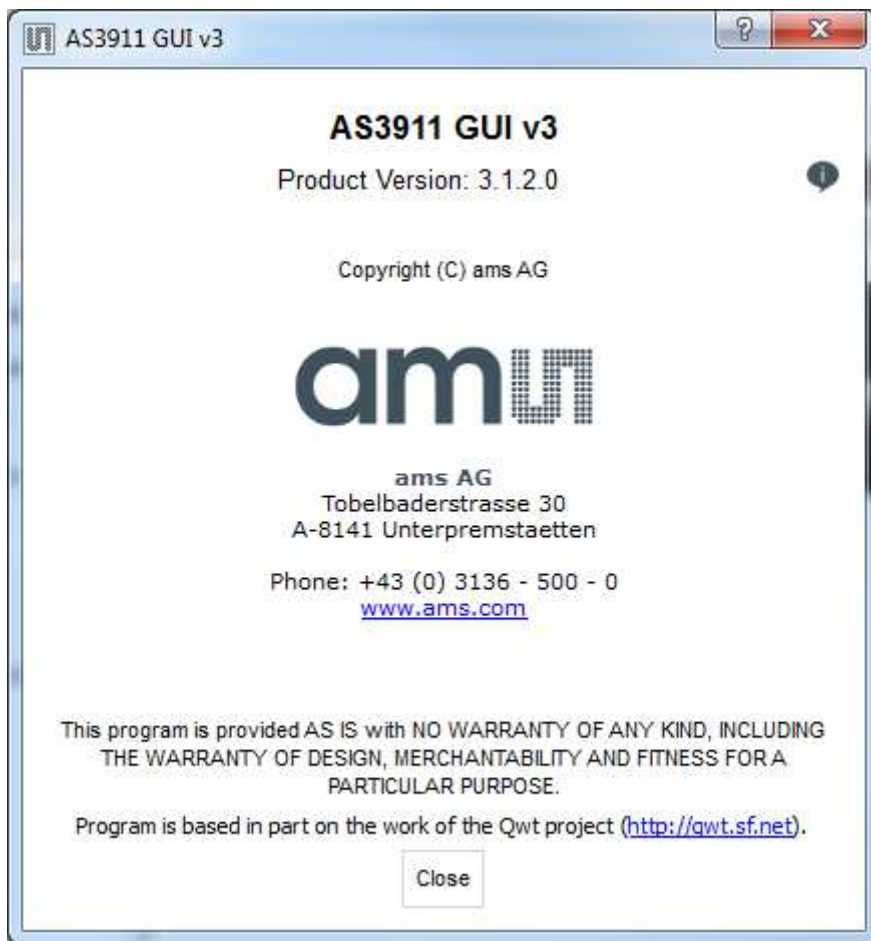 AS3911 GUI v3
AS3911 GUI v3
Product Version: 3.1.2.0
Copyright (C) ams AG
ams
ams AG
Tobelbaderstrasse 30
A-8141 Unterpremstaetten
Phone: +43 (0) 3136 - 500 - 0
www.ams.com
This program is provided AS IS with NO WARRANTY OF ANY KIND, INCLUDING
THE WARRANTY OF DESIGN, MERCHANTABILITY AND FITNESS FOR A
PARTICULAR PURPOSE.
Program is based in part on the work of the Qwt project (http://qwt.sf.net).
Close